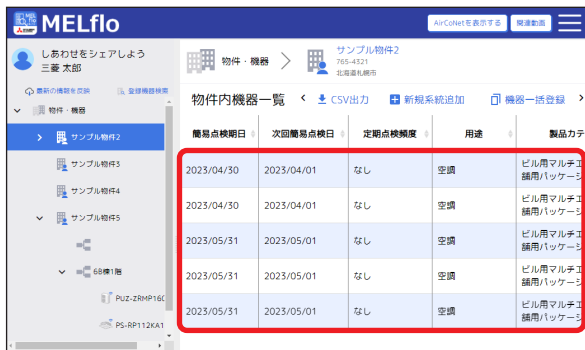 MELflo
AirCoNetを表示する
関連動画
しあわせをシェアしよう
三菱 太郎
最新の情報を反映
登録機器検索
物件・機器
サンプル物件2
サンプル物件3
サンプル物件4
サンプル物件5
6B棟1階
PUZ-ZRMP160
PS-RP112KA1
物件・機器
サンプル物件2
765-4321
北海道札幌市
物件内機器一覧
CSV出力
新規系統追加
機器一括登録
簡易点検期日 次回簡易点検日 定期点検頻度 用途 製品カテ
2023/04/30 2023/04/01 なし 空調 ビル用マルチエ
舗用パッケージ
2023/04/30 2023/04/01 なし 空調 ビル用マルチエ
舗用パッケージ
2023/05/31 2023/05/01 なし 空調 ビル用マルチエ
舗用パッケージ
2023/05/31 2023/05/01 なし 空調 ビル用マルチエ
舗用パッケージ
2023/05/31 2023/05/01 なし 空調 ビル用マルチエ
舗用パッケージ